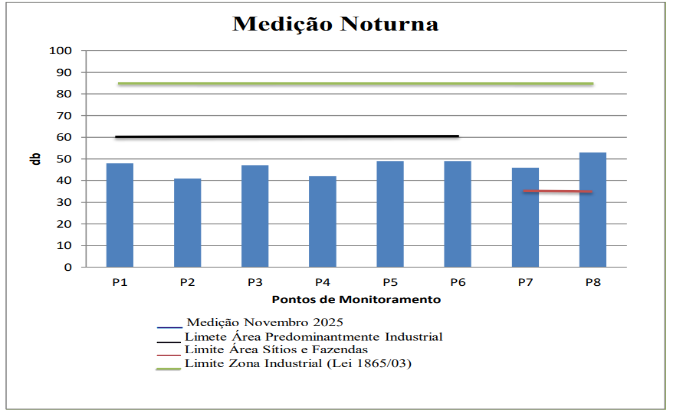 Medição Noturna
100
90
80
70
60
50
40
30
20
10
0
db
P1 P2 P3 P4 P5 P6 P7 P8
Pontos de Monitoramento
Medição Novembro 2025
Limete Área Predominantmente Industrial
Limite Área Sítios e Fazendas
Limite Zona Industrial (Lei 1865/03)